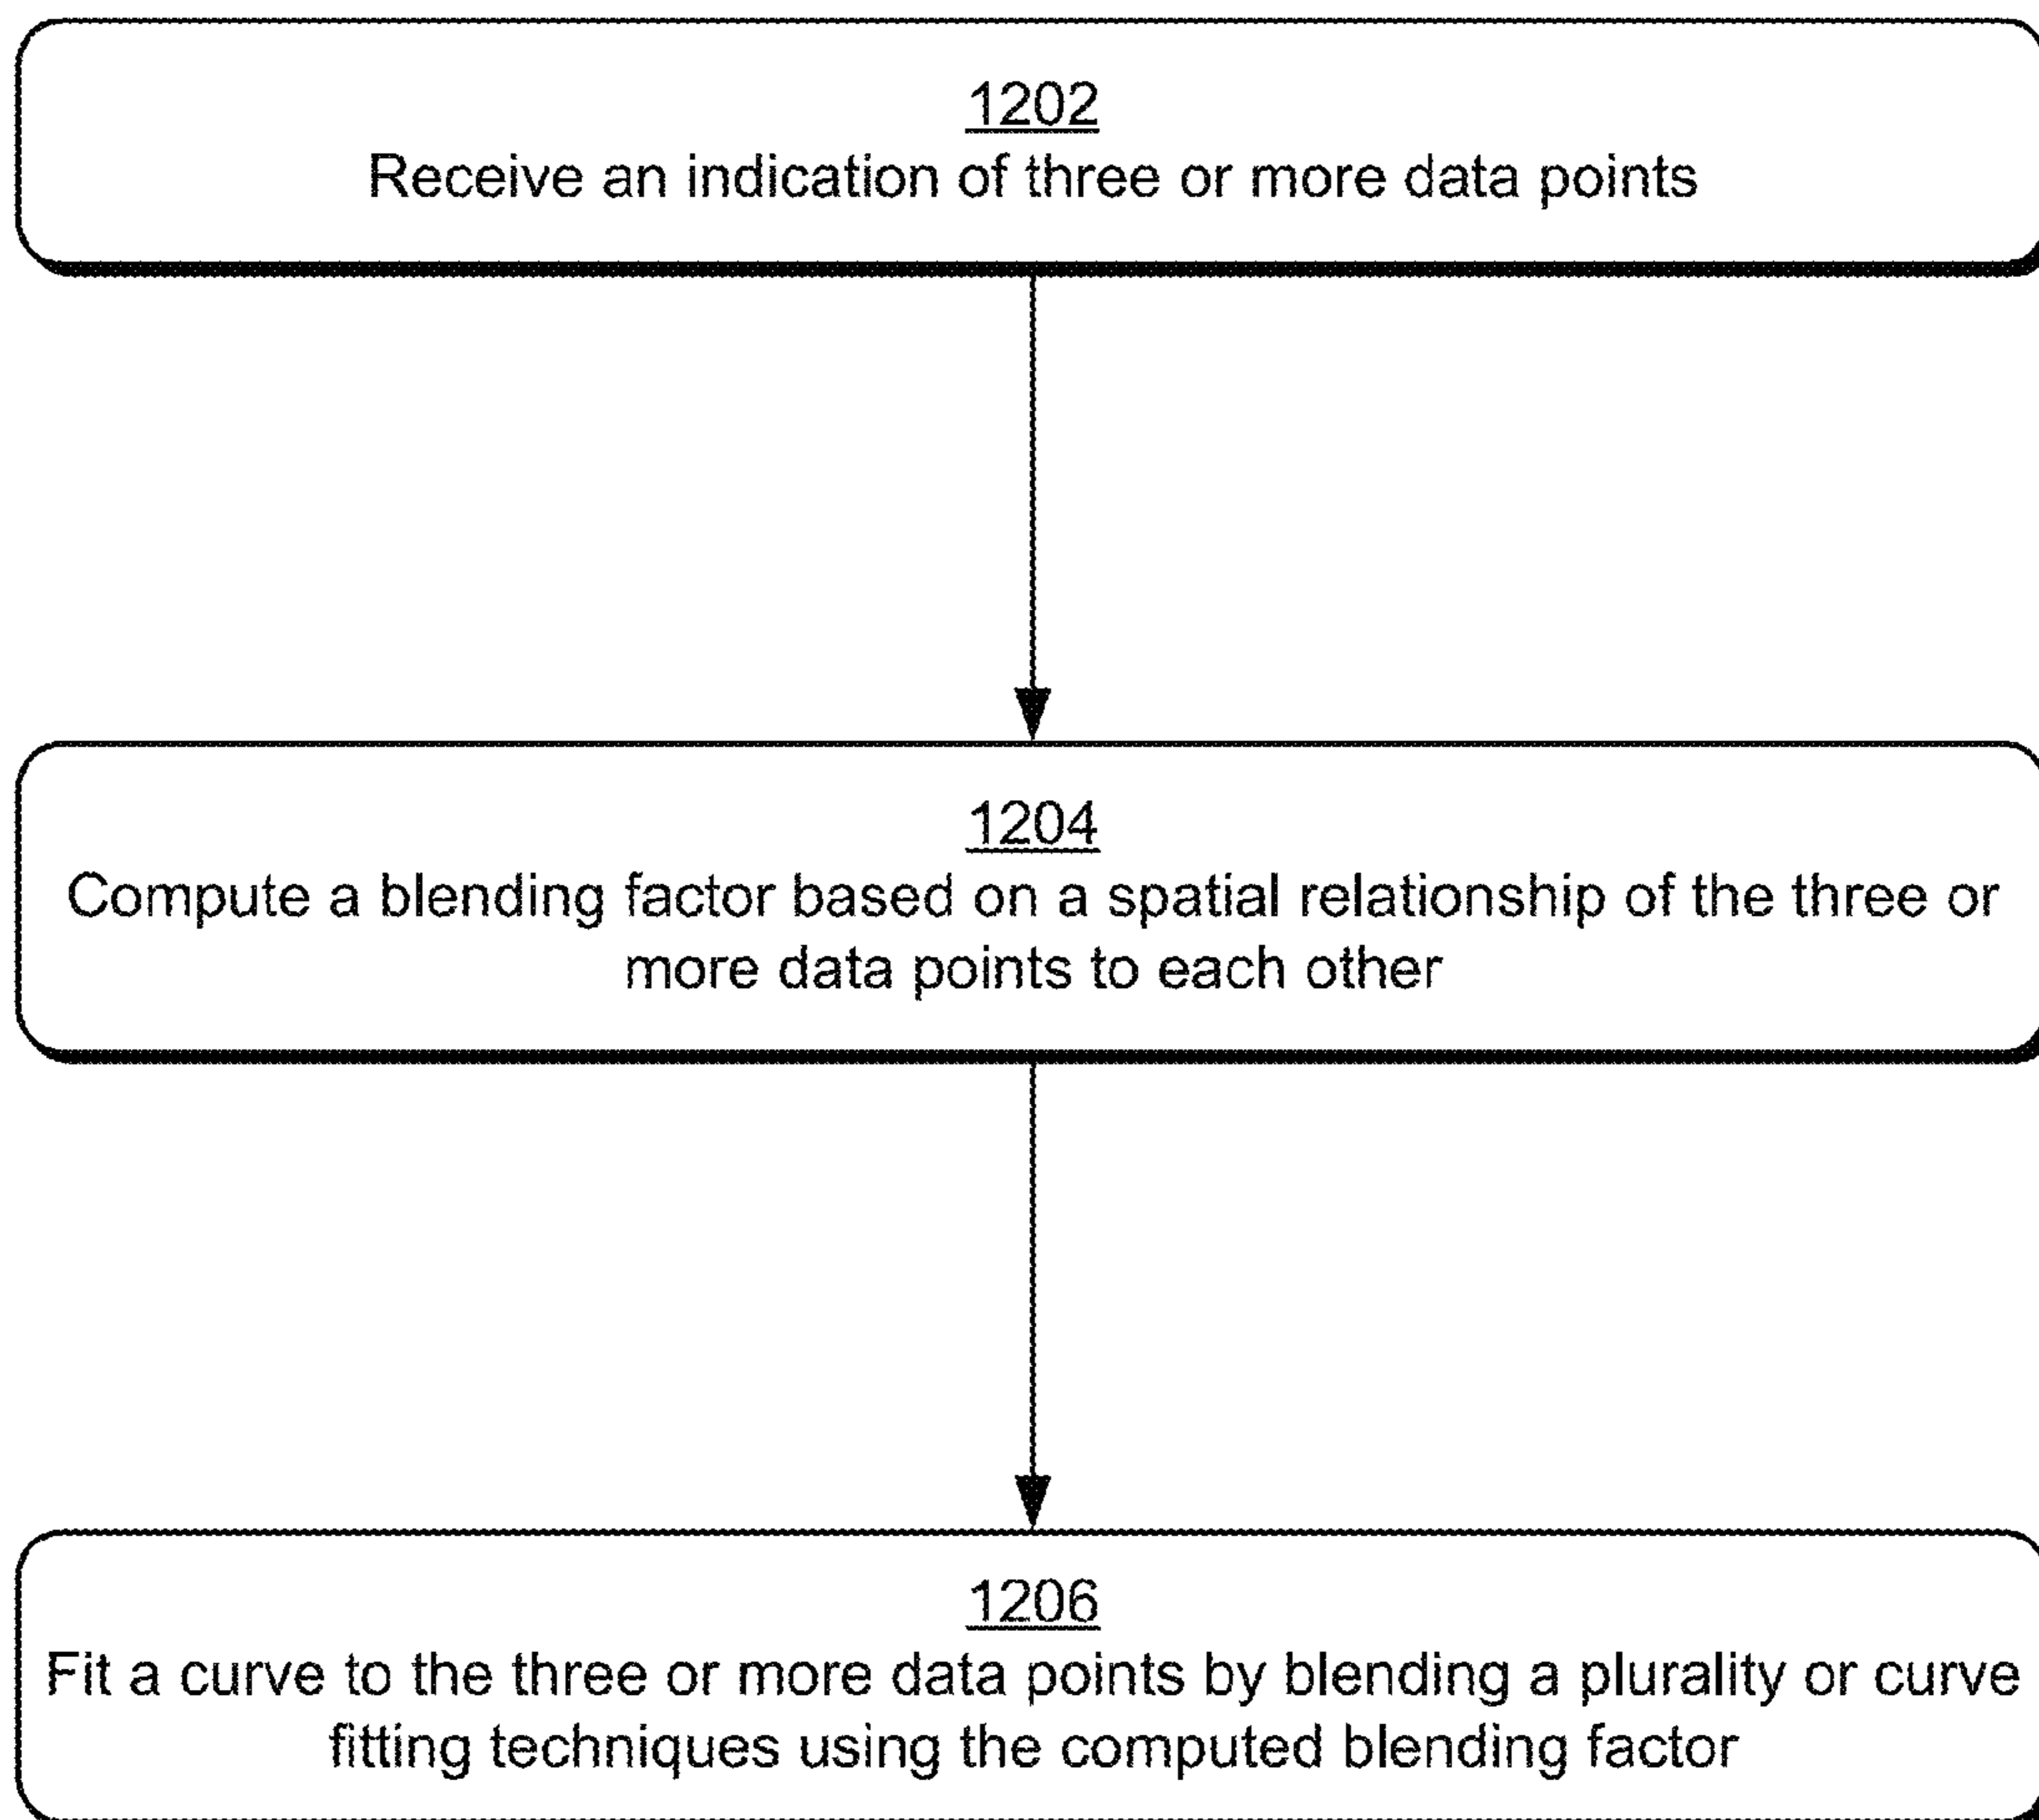 1202
Receive an indication of three or more data points
1204
Compute a blending factor based on a spatial relationship of the three or
more data points to each other
1206
Fit a curve to the three or more data points by blending a plurality or curve
fitting techniques using the computed blending factor